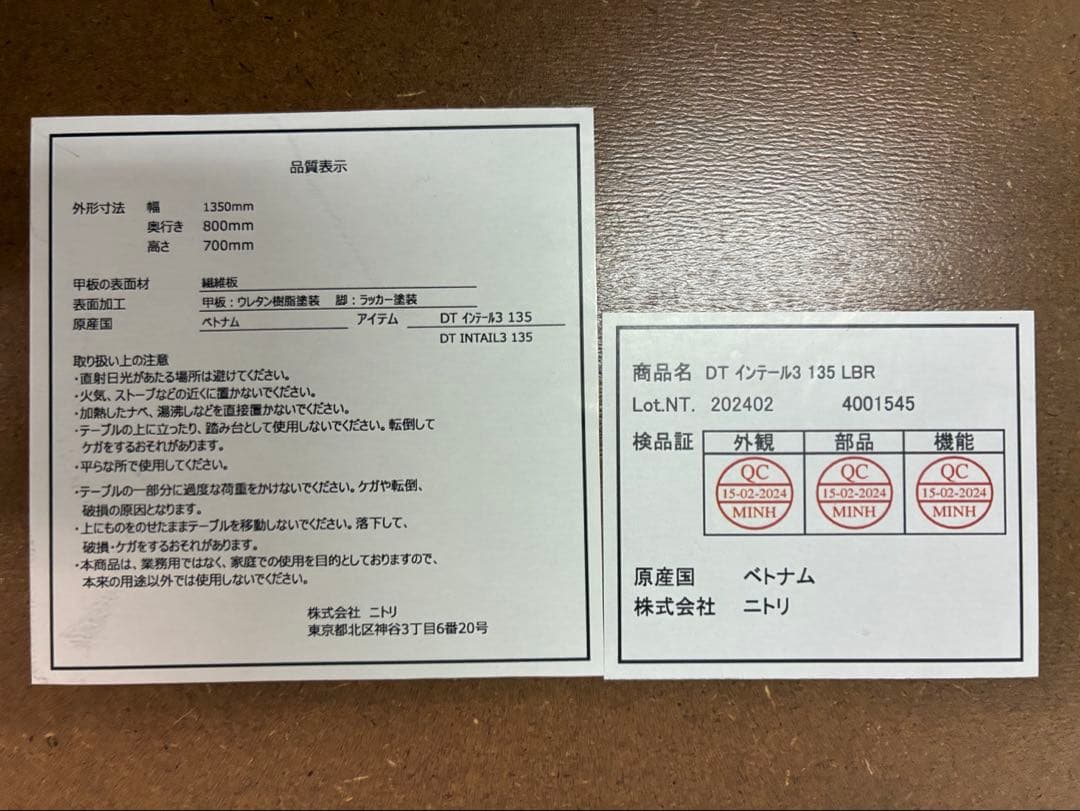 品質表示
外形寸法 幅 1350mm
奥行き 800mm
高さ 700mm
甲板の表面材 繊維板
表面加工 甲板：ウレタン樹脂塗装 脚：ラッカー塗装
原産国 ベトナム アイテム DT インテール3 135
DT INTAIL3 135
取り扱い上の注意
・直射日光があたる場所は避けてください。
・火気、ストーブなどの近くに置かないでください。
・加熱したナベ、湯沸しなどを直接置かないでください。
・テーブルの上に立ったり、踏み台として使用しないでください。転倒して
ケガをするおそれがあります。
・平らな所で使用してください。
・テーブルの一部分に過度な荷重をかけないでください。ケガや転倒、
破損の原因となります。
・上にものをのせたままテーブルを移動しないでください。落下して、
破損・ケガをするおそれがあります。
・本商品は、業務用ではなく、家庭での使用を目的としておりますので、
本来の用途以外では使用しないでください。
株式会社 ニトリ
東京都北区神谷3丁目6番20号
商品名 DT インテール3 135 LBR
Lot.NT. 202402 4001545
検品証 外観 部品 機能
QC QC QC
15-02-2024 15-02-2024 15-02-2024
MINH MINH MINH
原産国 ベトナム
株式会社 ニトリ